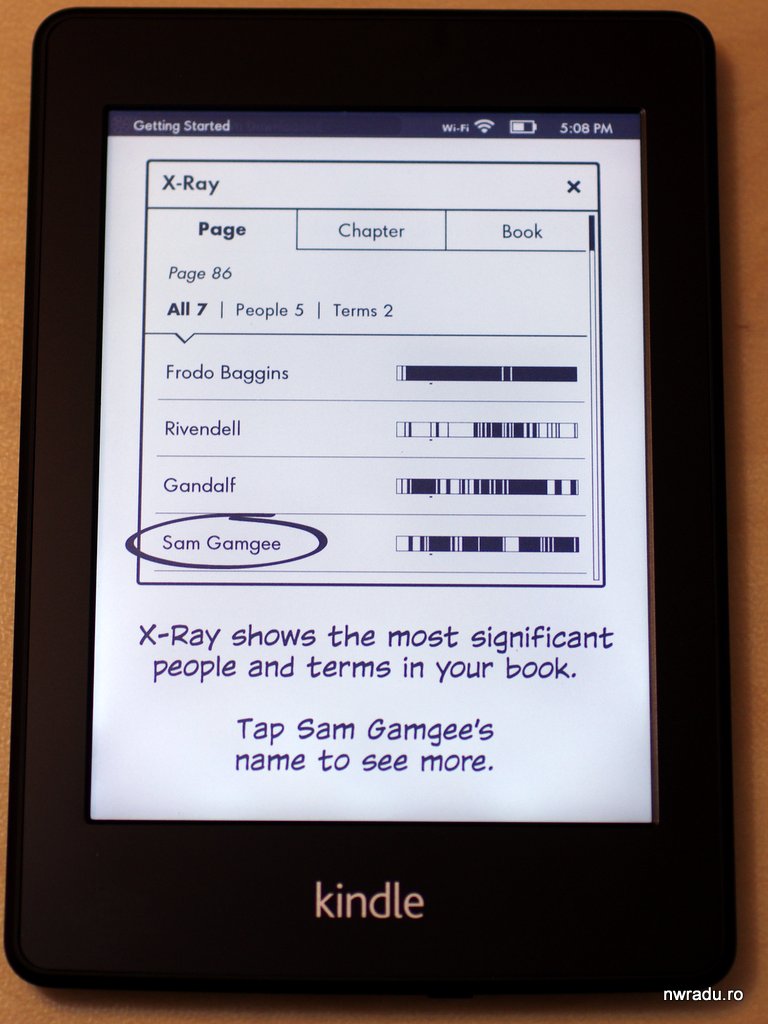 Getting Started Wi-Fi 5:08 PM
X-Ray ×
Page Chapter Book
Page 86
All 7 | People 5 | Terms 2
Frodo Baggins
Rivendell
Gandalf
Sam Gamgee
X-Ray shows the most significant
people and terms in your book.
Tap Sam Gamgee's
name to see more.
kindle
nwradu.ro